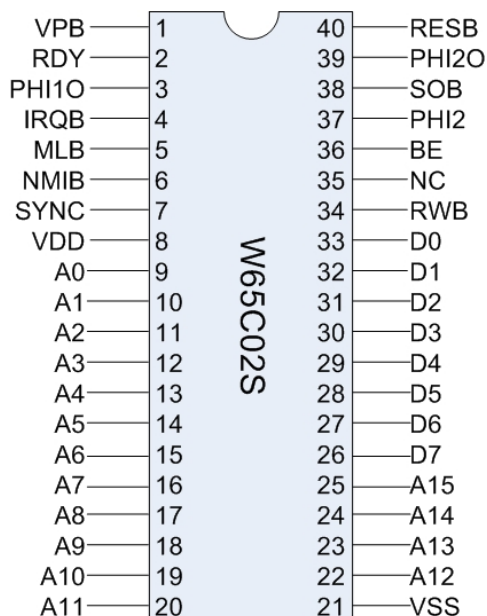 VPB 1 40 RESB
RDY 2 39 PHI2O
PHI1O 3 38 SOB
IRQB 4 37 PHI2
MLB 5 36 BE
NMIB 6 35 NC
SYNC 7 34 RWB
VDD 8 33 D0
A0 9 32 D1
A1 10 31 D2
A2 11 30 D3
A3 12 29 D4
A4 13 28 D5
A5 14 27 D6
A6 15 26 D7
A7 16 25 A15
A8 17 24 A14
A9 18 23 A13
A10 19 22 A12
A11 20 21 VSS
W65C02S